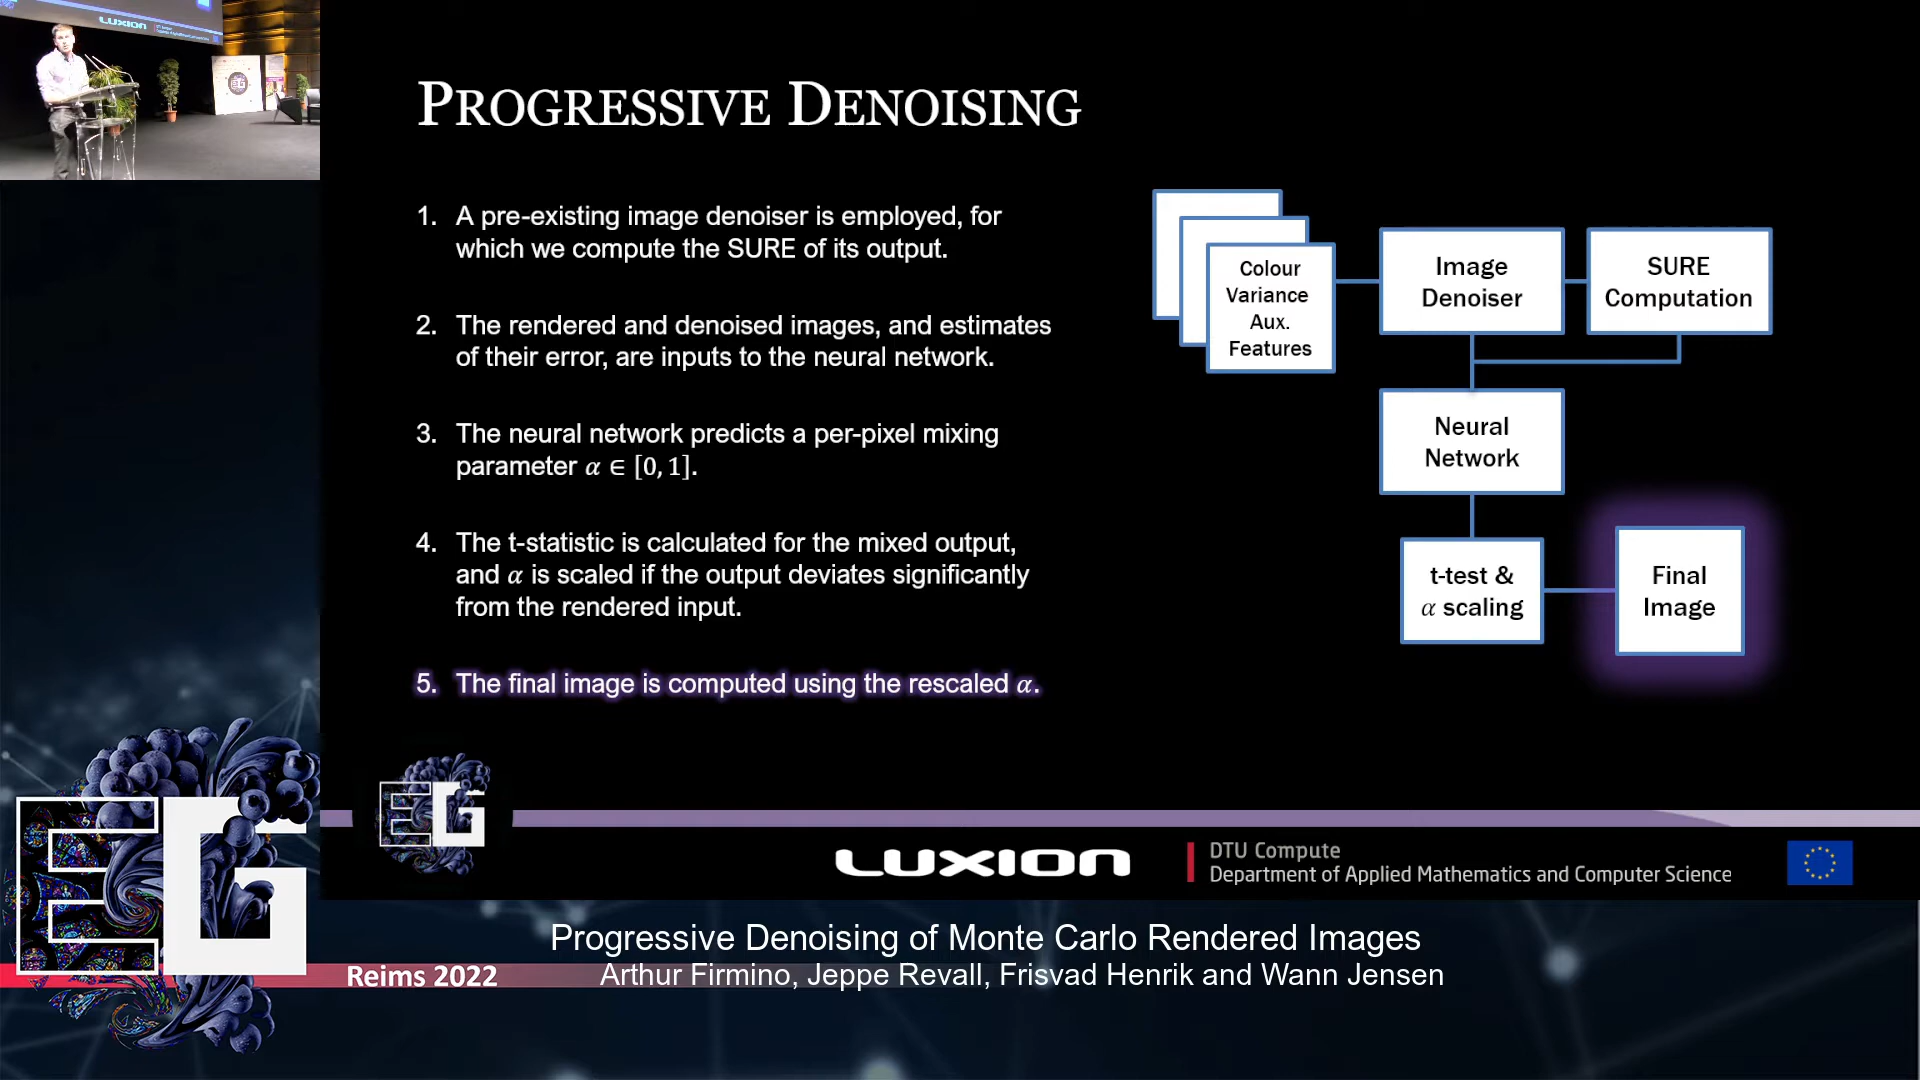 LUXION
PROGRESSIVE DENOISING
1. A pre-existing image denoiser is employed, for
which we compute the SURE of its output.
2. The rendered and denoised images, and estimates
of their error, are inputs to the neural network.
3. The neural network predicts a per-pixel mixing
parameter α ∈ [0, 1].
4. The t-statistic is calculated for the mixed output,
and α is scaled if the output deviates significantly
from the rendered input.
5. The final image is computed using the rescaled α.
Colour
Variance
Aux.
Features
Image
Denoiser
SURE
Computation
Neural
Network
t-test &
α scaling
Final
Image
EG
LUXION
DTU Compute
Department of Applied Mathematics and Computer Science
EG
Reims 2022
Progressive Denoising of Monte Carlo Rendered Images
Arthur Firmino, Jeppe Revall, Frisvad Henrik and Wann Jensen